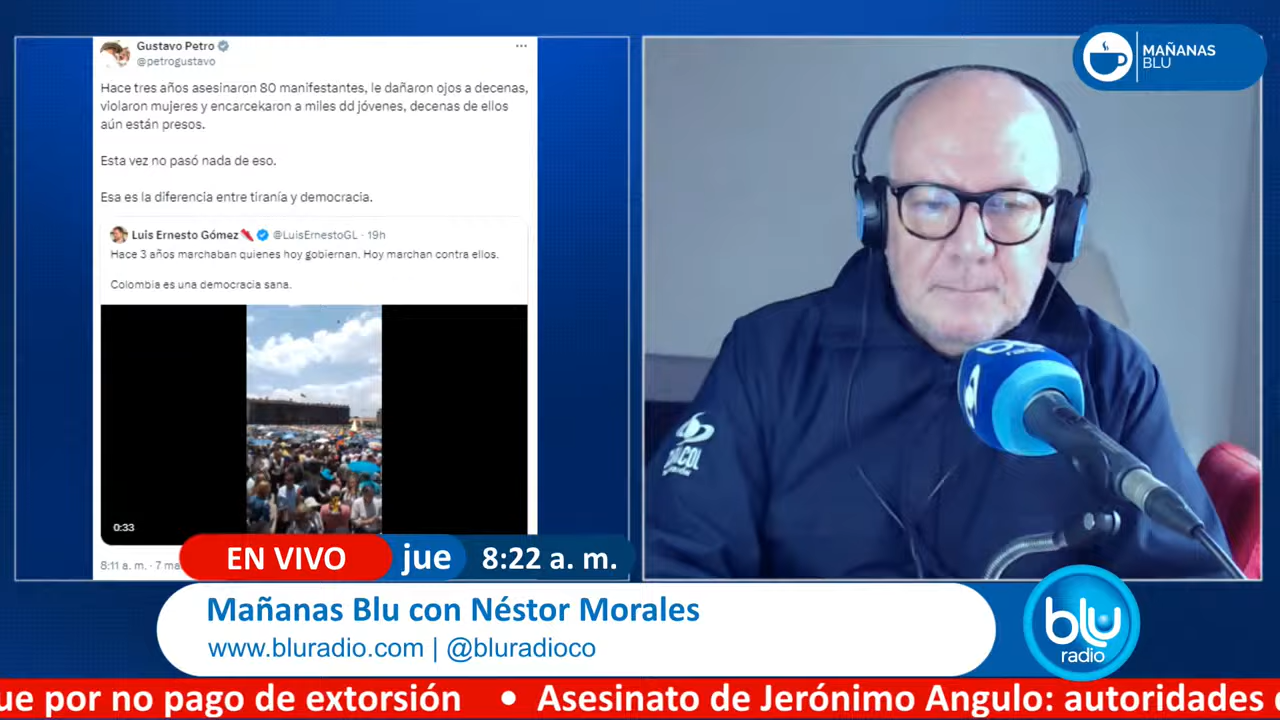 Gustavo Petro
@petrogustavo
Hace tres años asesinaron 80 manifestantes, le dañaron ojos a decenas,
violaron mujeres y encarcekaron a miles dd jóvenes, decenas de ellos
aún están presos.
Esta vez no pasó nada de eso.
Esa es la diferencia entre tiranía y democracia.
Luis Ernesto Gómez @LuisErnestoGL · 19h
Hace 3 años marchaban quienes hoy gobiernan. Hoy marchan contra ellos.
Colombia es una democracia sana.
0:33
8:11 a. m. · 7 ma
MAÑANAS
BLU
EN VIVO jue 8:22 a. m.
Mañanas Blu con Néstor Morales
www.bluradio.com | @bluradioco
blu
radio
ue por no pago de extorsión • Asesinato de Jerónimo Angulo: autoridades